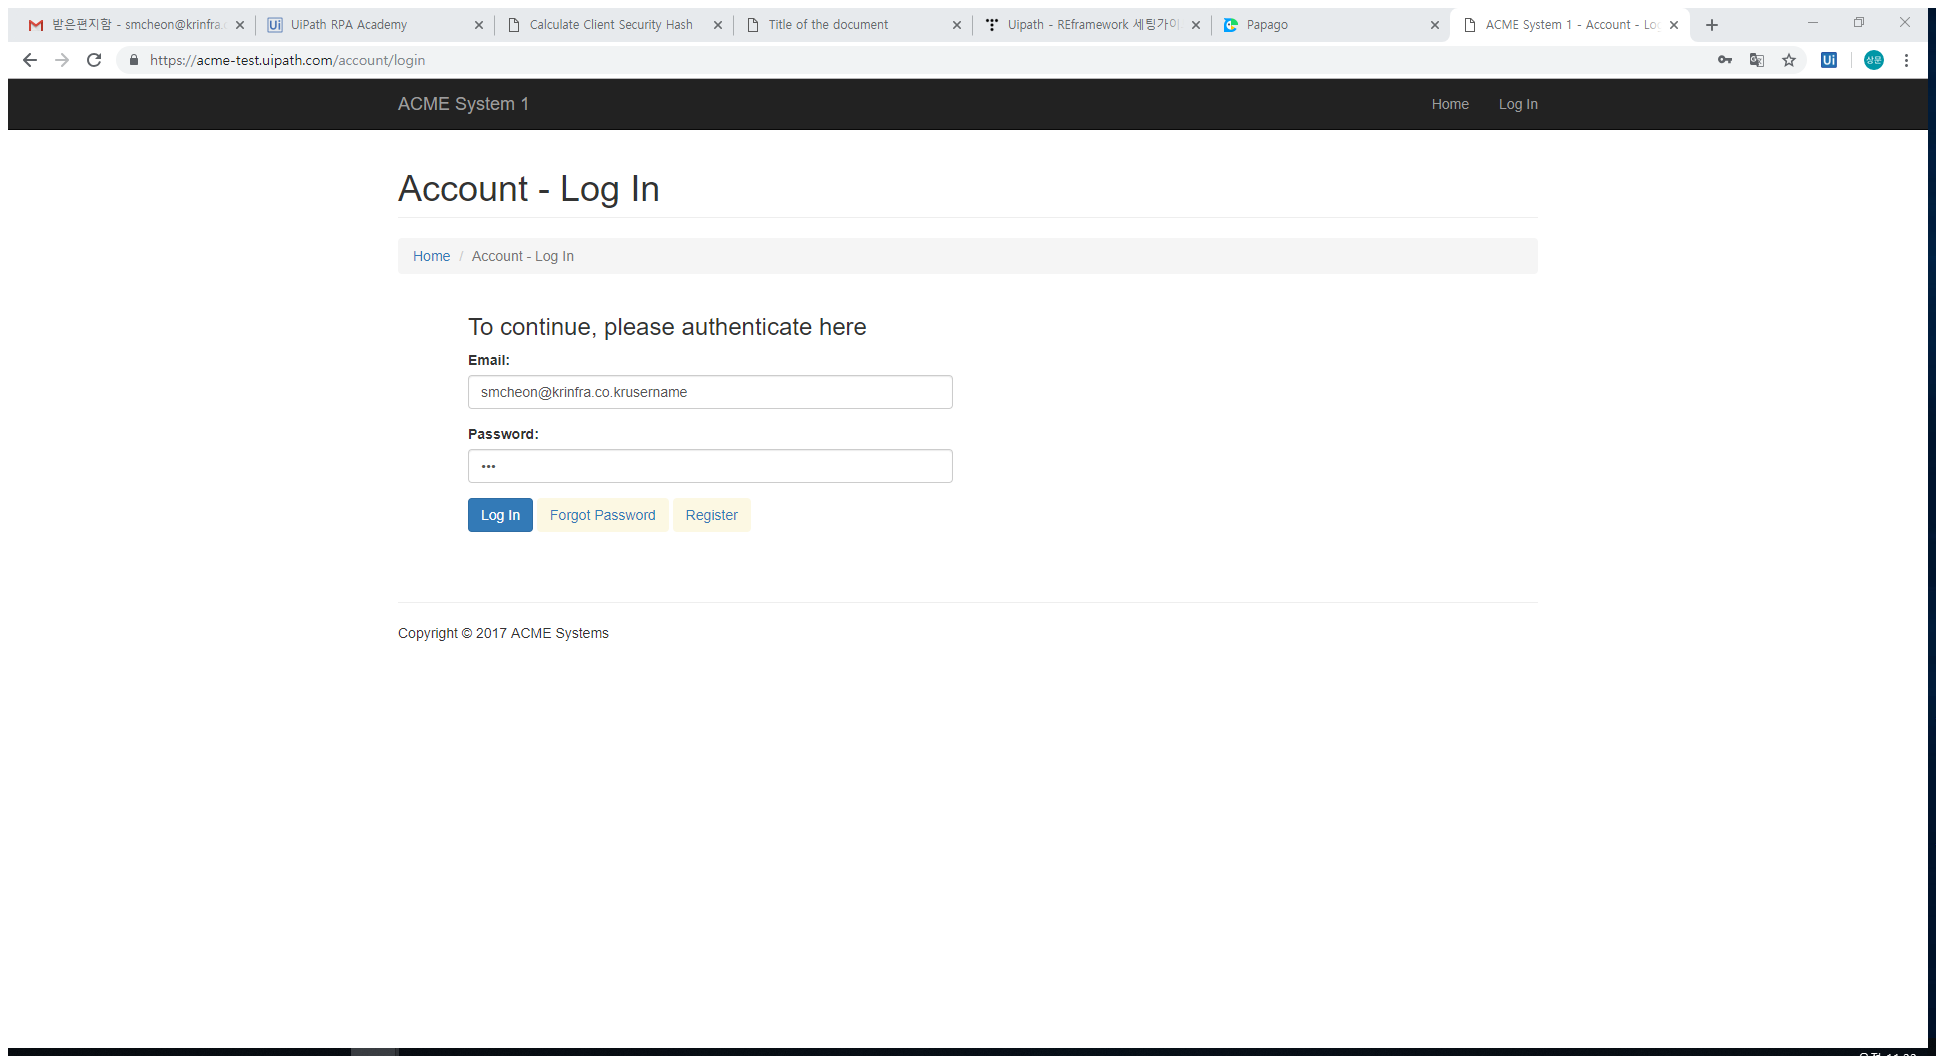 받은편지함 - smcheon@krinfra.
UiPath RPA Academy
Calculate Client Security Hash
Title of the document
Uipath - REframework 세팅가이
Papago
ACME System 1 - Account - Lo
https://acme-test.uipath.com/account/login
Ui
상문
ACME System 1
Home
Log In
Account - Log In
Home / Account - Log In
To continue, please authenticate here
Email:
smcheon@krinfra.co.krusername
Password:
•••
Log In
Forgot Password
Register
Copyright © 2017 ACME Systems